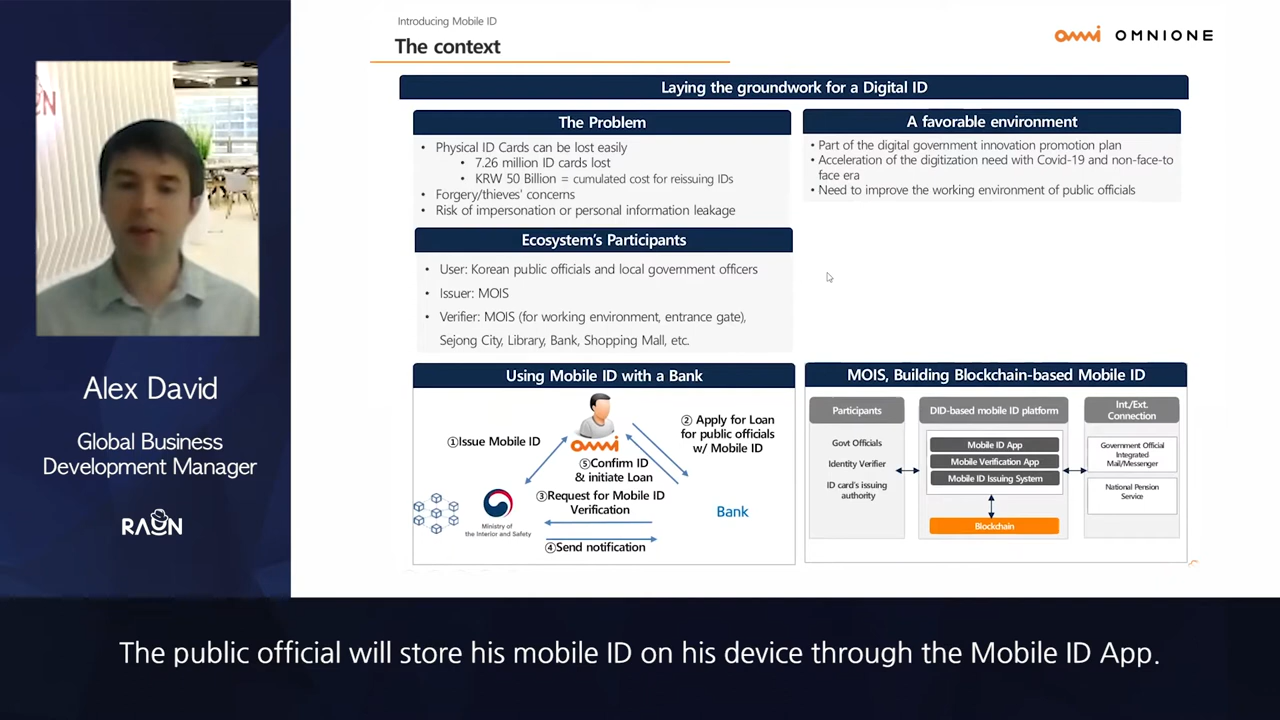 Introducing Mobile ID
The context
omni OMNIONE
Laying the groundwork for a Digital ID
The Problem
• Physical ID Cards can be lost easily
• 7.26 million ID cards lost
• KRW 50 Billion = cumulated cost for reissuing IDs
• Forgery/thieves' concerns
• Risk of impersonation or personal information leakage
A favorable environment
• Part of the digital government innovation promotion plan
• Acceleration of the digitization need with Covid-19 and non-face-to
face era
• Need to improve the working environment of public officials
Ecosystem's Participants
• User: Korean public officials and local government officers
• Issuer: MOIS
• Verifier: MOIS (for working environment, entrance gate),
Sejong City, Library, Bank, Shopping Mall, etc.
Using Mobile ID with a Bank
①Issue Mobile ID
omni
② Apply for Loan
for public officials
w/ Mobile ID
⑤Confirm ID
& initiate Loan
③Request for Mobile ID
Verification
Ministry of
the Interior and Safety
Bank
④Send notification
MOIS, Building Blockchain-based Mobile ID
Participants
Govt Officials
Identity Verifier
ID card's issuing
authority
DID-based mobile ID platform
Mobile ID App
Mobile Verification App
Mobile ID Issuing System
Blockchain
Int./Ext.
Connection
Government Official
Integrated
Mail/Messenger
National Pension
Service
Alex David
Global Business
Development Manager
RAON
The public official will store his mobile ID on his device through the Mobile ID App.